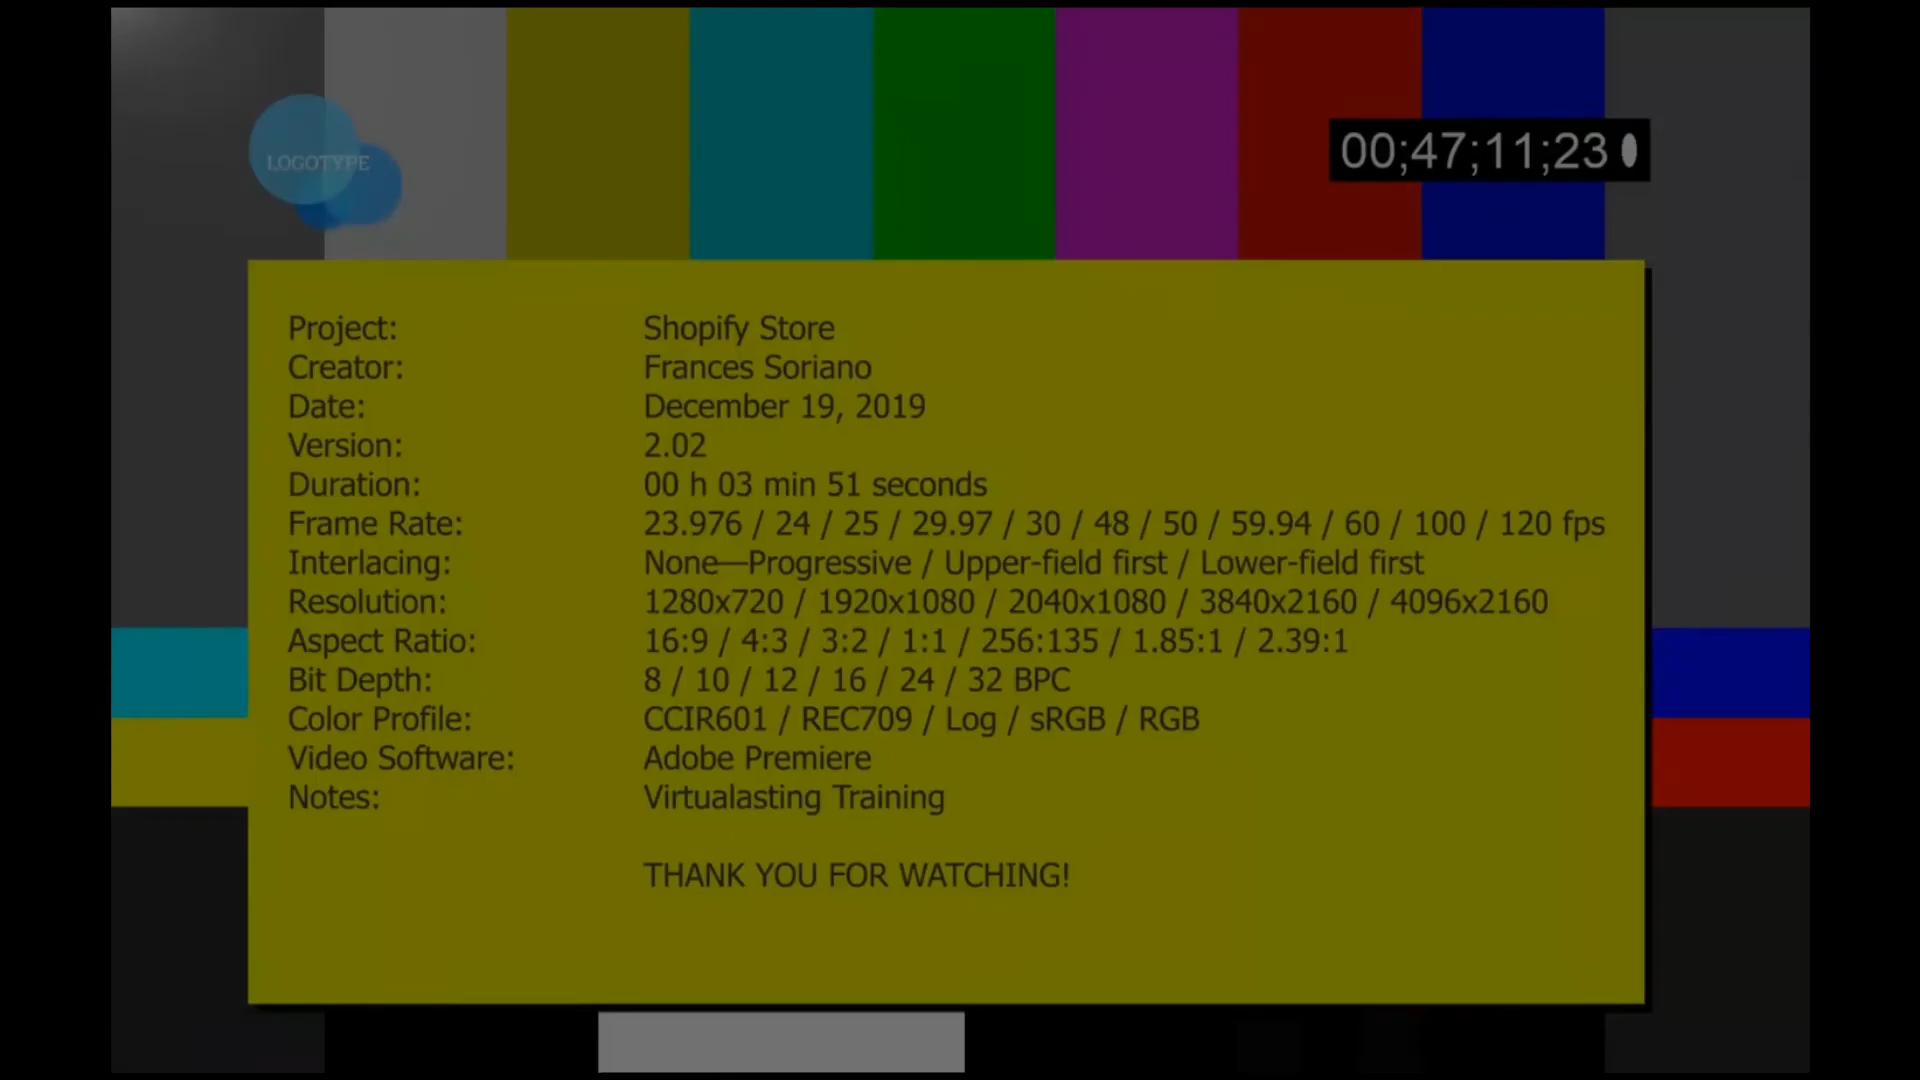 LOGOTYPE
00;47;11;23
Project: Shopify Store
Creator: Frances Soriano
Date: December 19, 2019
Version: 2.02
Duration: 00 h 03 min 51 seconds
Frame Rate: 23.976 / 24 / 25 / 29.97 / 30 / 48 / 50 / 59.94 / 60 / 100 / 120 fps
Interlacing: None—Progressive / Upper-field first / Lower-field first
Resolution: 1280x720 / 1920x1080 / 2040x1080 / 3840x2160 / 4096x2160
Aspect Ratio: 16:9 / 4:3 / 3:2 / 1:1 / 256:135 / 1.85:1 / 2.39:1
Bit Depth: 8 / 10 / 12 / 16 / 24 / 32 BPC
Color Profile: CCIR601 / REC709 / Log / sRGB / RGB
Video Software: Adobe Premiere
Notes: Virtualasting Training
THANK YOU FOR WATCHING!